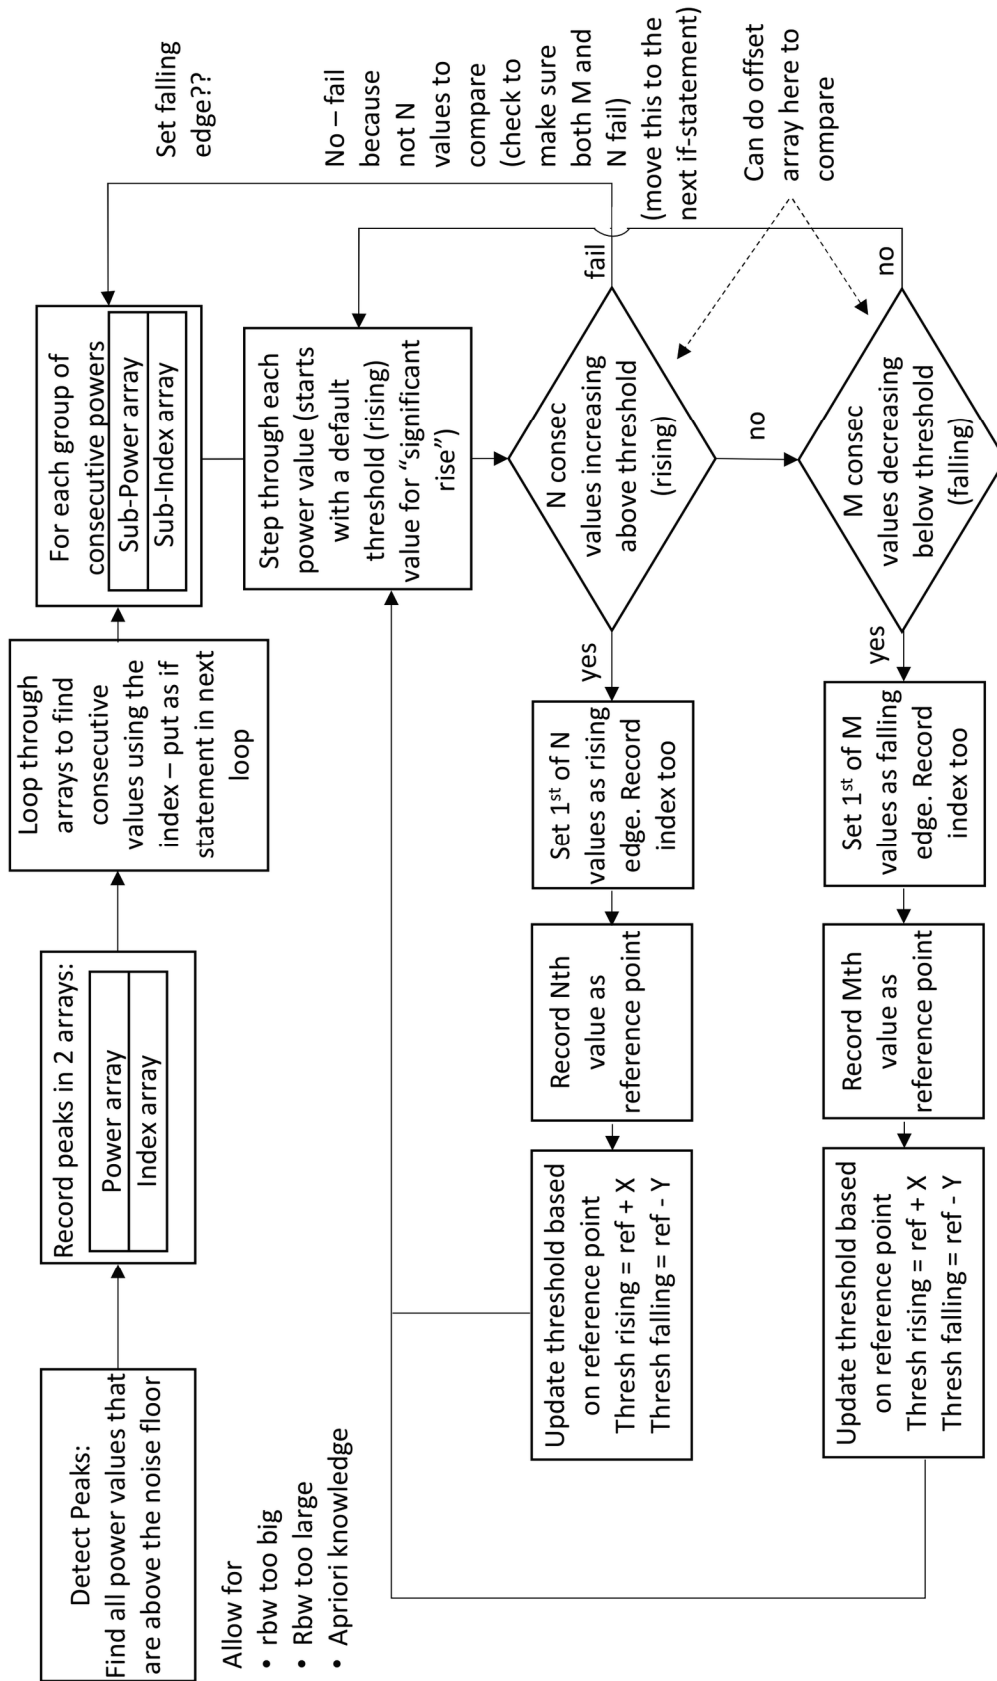 Detect Peaks:
Find all power values that
are above the noise floor
Record peaks in 2 arrays:
Power array
Index array
Loop through
arrays to find
consecutive
values using the
index – put as if
statement in next
loop
For each group of
consecutive powers
Sub-Power array
Sub-Index array
Set falling
edge??
Allow for
• rbw too big
• Rbw too large
• Apriori knowledge
Step through each
power value (starts
with a default
threshold (rising)
value for “significant
rise”)
No – fail
because
not N
values to
compare
(check to
make sure
both M and
N fail)
(move this to the
next if-statement)
Update threshold based
on reference point
Thresh rising = ref + X
Thresh falling = ref - Y
Record Nth
value as
reference point
Set 1st of N
values as rising
edge. Record
index too
yes
N consec
values increasing
above threshold
(rising)
fail
Can do offset
array here to
compare
no
Update threshold based
on reference point
Thresh rising = ref + X
Thresh falling = ref - Y
Record Mth
value as
reference point
Set 1st of M
values as falling
edge. Record
index too
yes
M consec
values decreasing
below threshold
(falling)
no